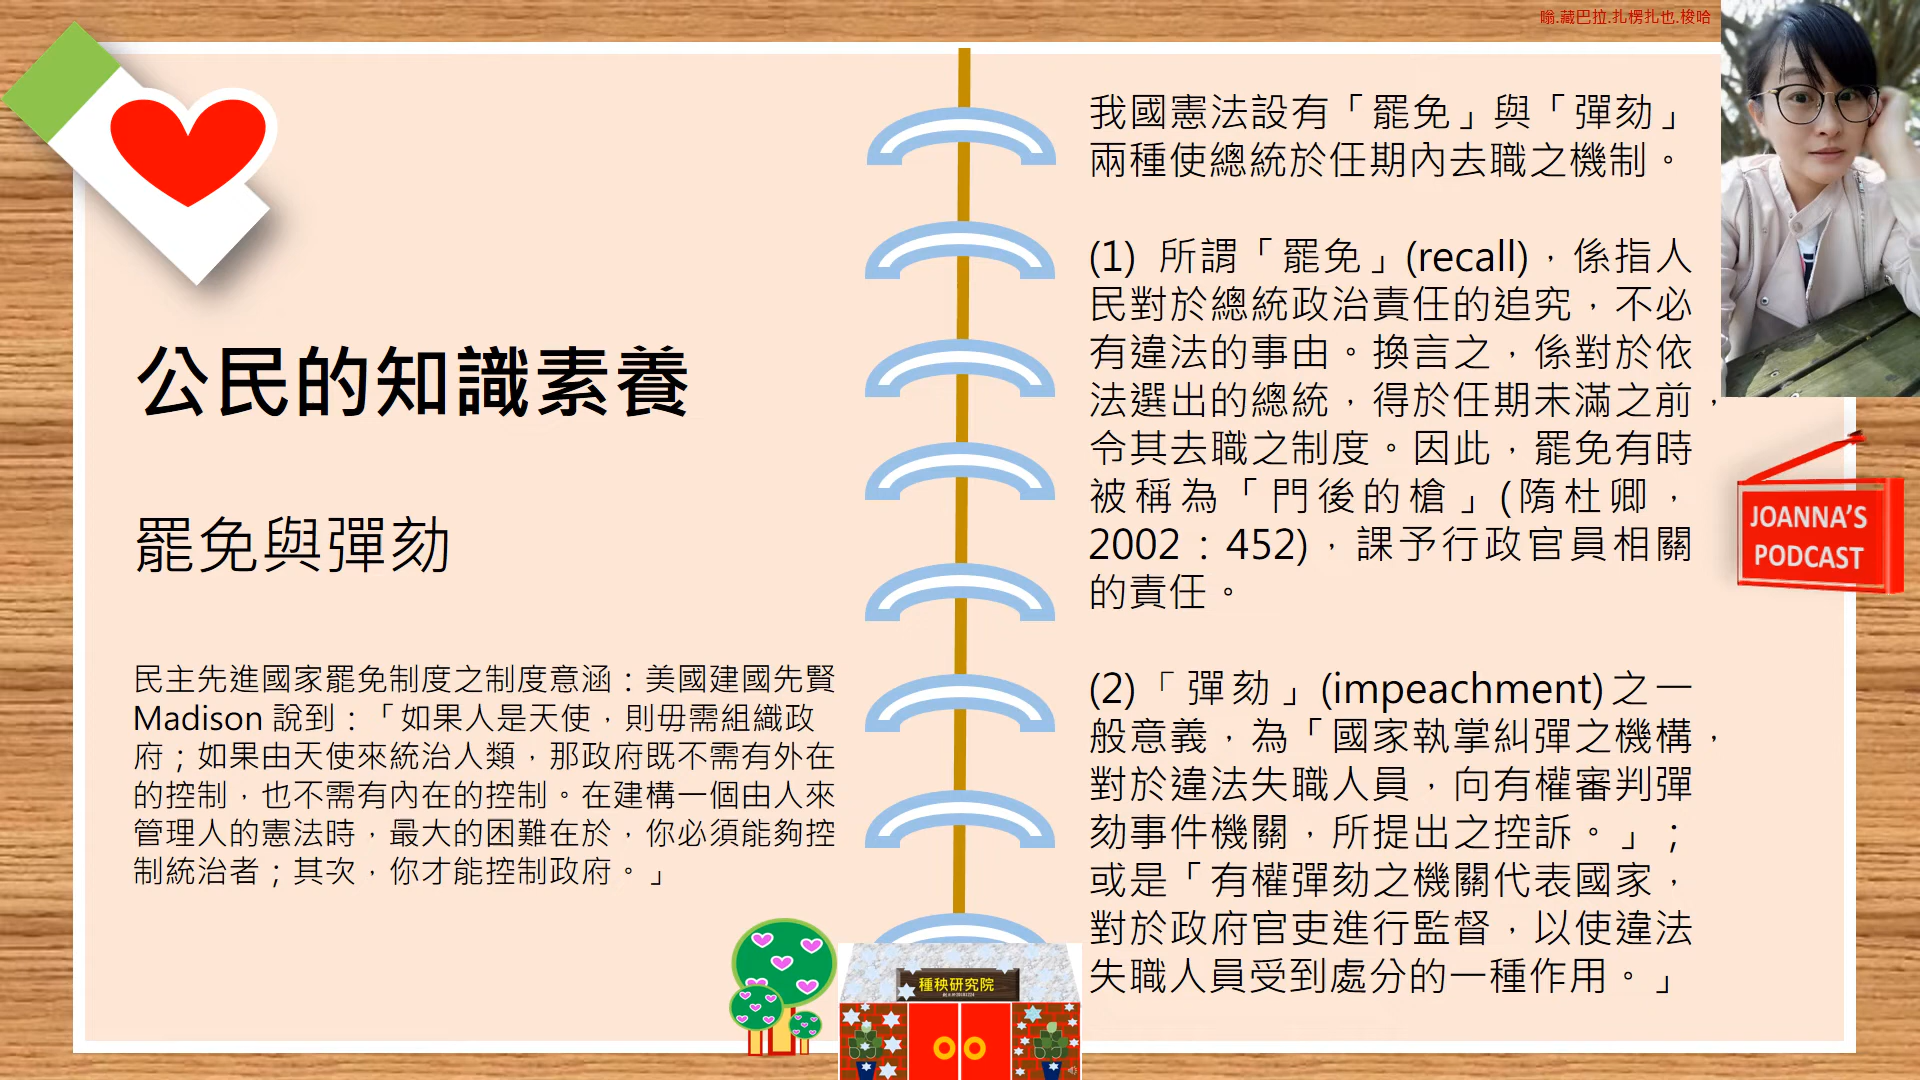 嗡.藏巴拉.扎楞扎也.梭哈
公民的知識素養
罷免與彈劾
民主先進國家罷免制度之制度意涵：美國建國先賢
Madison 說到：「如果人是天使，則毋需組織政
府；如果由天使來統治人類，那政府既不需有外在
的控制，也不需有內在的控制。在建構一個由人來
管理人的憲法時，最大的困難在於，你必須能夠控
制統治者；其次，你才能控制政府。」
我國憲法設有「罷免」與「彈劾」
兩種使總統於任期內去職之機制。
(1) 所謂「罷免」(recall)，係指人
民對於總統政治責任的追究，不必
有違法的事由。換言之，係對於依
法選出的總統，得於任期未滿之前，
令其去職之制度。因此，罷免有時
被稱為「門後的槍」(隋杜卿，
2002：452)，課予行政官員相關
的責任。
(2)「彈劾」(impeachment)之一
般意義，為「國家執掌糾彈之機構，
對於違法失職人員，向有權審判彈
劾事件機關，所提出之控訴。」；
或是「有權彈劾之機關代表國家，
對於政府官吏進行監督，以使違法
失職人員受到處分的一種作用。」
JOANNA'S
PODCAST
種秧研究院